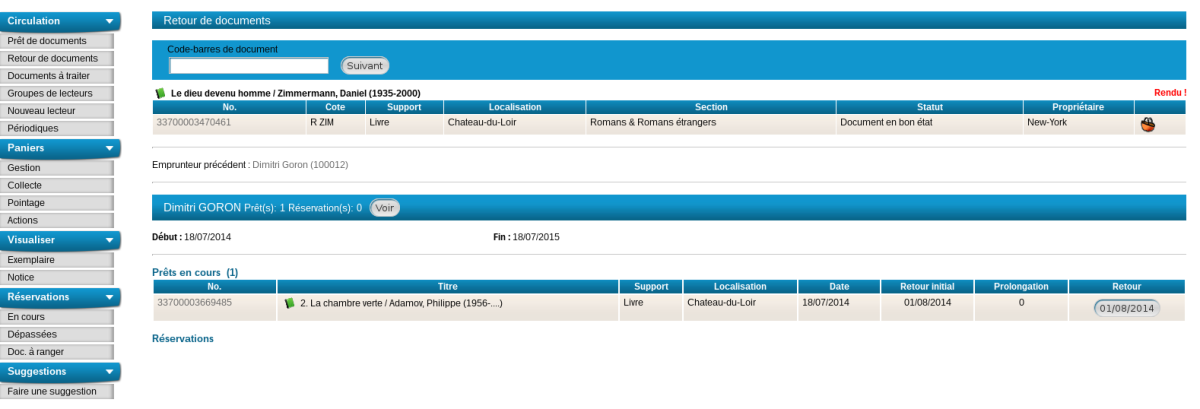 Circulation
Prêt de documents
Retour de documents
Documents à traiter
Groupes de lecteurs
Nouveau lecteur
Périodiques
Paniers
Gestion
Collecte
Pointage
Actions
Visualiser
Exemplaire
Notice
Réservations
En cours
Dépassées
Doc. à ranger
Suggestions
Faire une suggestion
Retour de documents
Code-barres de document
Suivant
Le dieu devenu homme / Zimmermann, Daniel (1935-2000) Rendu !
No. Cote Support Localisation Section Statut Propriétaire
33700003470461 R ZIM Livre Chateau-du-Loir Romans & Romans étrangers Document en bon état New-York
Emprunteur précédent : Dimitri Goron (100012)
Dimitri GORON Prêt(s): 1 Réservation(s): 0 Voir
Début : 18/07/2014 Fin : 18/07/2015
Prêts en cours (1)
No. Titre Support Localisation Date Retour initial Prolongation Retour
33700003669485 2. La chambre verte / Adamov, Philippe (1956-....) Livre Chateau-du-Loir 18/07/2014 01/08/2014 0 01/08/2014
Réservations